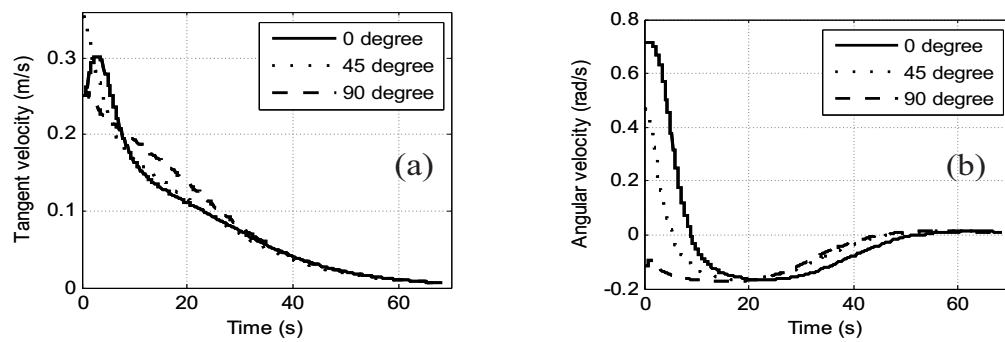 0.3
0.2
0.1
0
Tangent velocity (m/s)
0 degree
45 degree
90 degree
(a)
0 20 40 60
Time (s)
0.8
0.6
0.4
0.2
0
-0.2
Angular velocity (rad/s)
0 degree
45 degree
90 degree
(b)
0 20 40 60
Time (s)